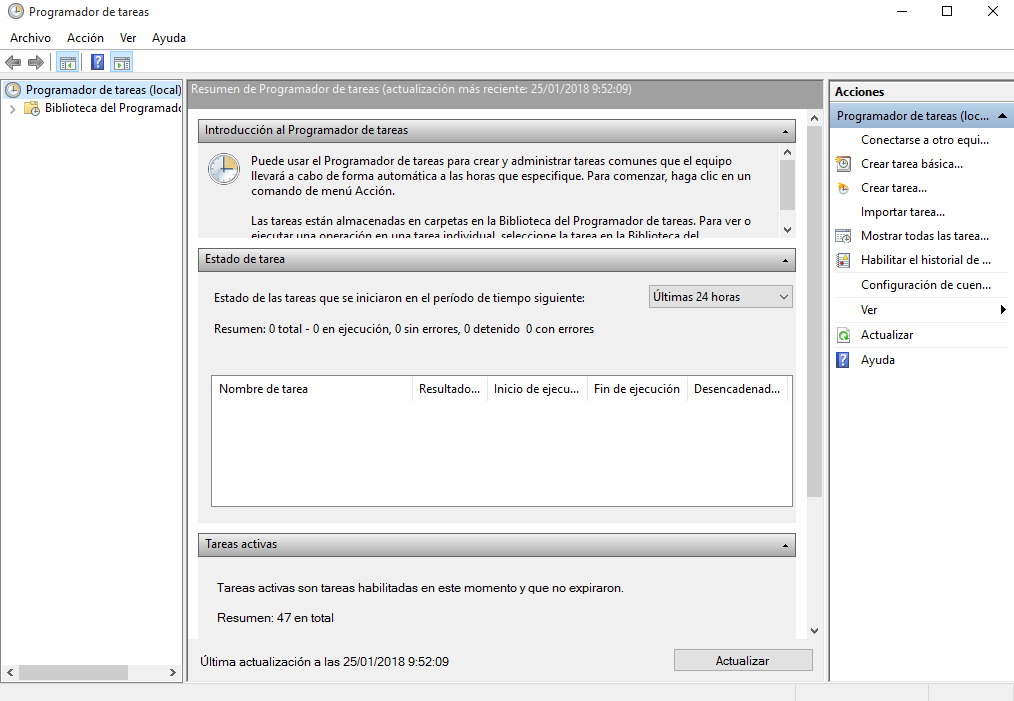 Programador de tareas
Archivo Acción Ver Ayuda
Programador de tareas (local)
Biblioteca del Programado
Resumen de Programador de tareas (actualización más reciente: 25/01/2018 9:52:09)
Introducción al Programador de tareas
Puede usar el Programador de tareas para crear y administrar tareas comunes que el equipo
llevará a cabo de forma automática a las horas que especifique. Para comenzar, haga clic en un
comando de menú Acción.
Las tareas están almacenadas en carpetas en la Biblioteca del Programador de tareas. Para ver o
ejecutar una operación en una tarea individual, seleccione la tarea en la Biblioteca del
Estado de tarea
Estado de las tareas que se iniciaron en el período de tiempo siguiente:
Últimas 24 horas
Resumen: 0 total - 0 en ejecución, 0 sin errores, 0 detenido 0 con errores
Nombre de tarea Resultado... Inicio de ejecu... Fin de ejecución Desencadenad...
Tareas activas
Tareas activas son tareas habilitadas en este momento y que no expiraron.
Resumen: 47 en total
Última actualización a las 25/01/2018 9:52:09
Actualizar
Acciones
Programador de tareas (loc...
Conectarse a otro equi...
Crear tarea básica...
Crear tarea...
Importar tarea...
Mostrar todas las tarea...
Habilitar el historial de ...
Configuración de cuen...
Ver
Actualizar
Ayuda